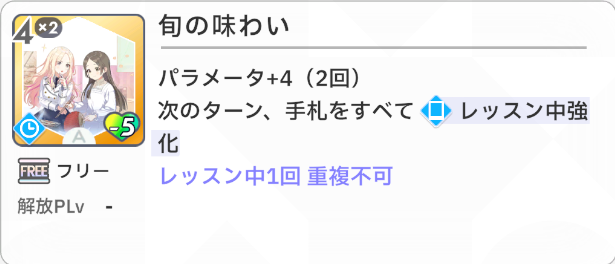 旬の味わい
4 ×2
パラメータ+4（2回）
次のターン、手札をすべて レッスン中強
化
-5
A
レッスン中1回 重複不可
FREE フリー
解放PLv -